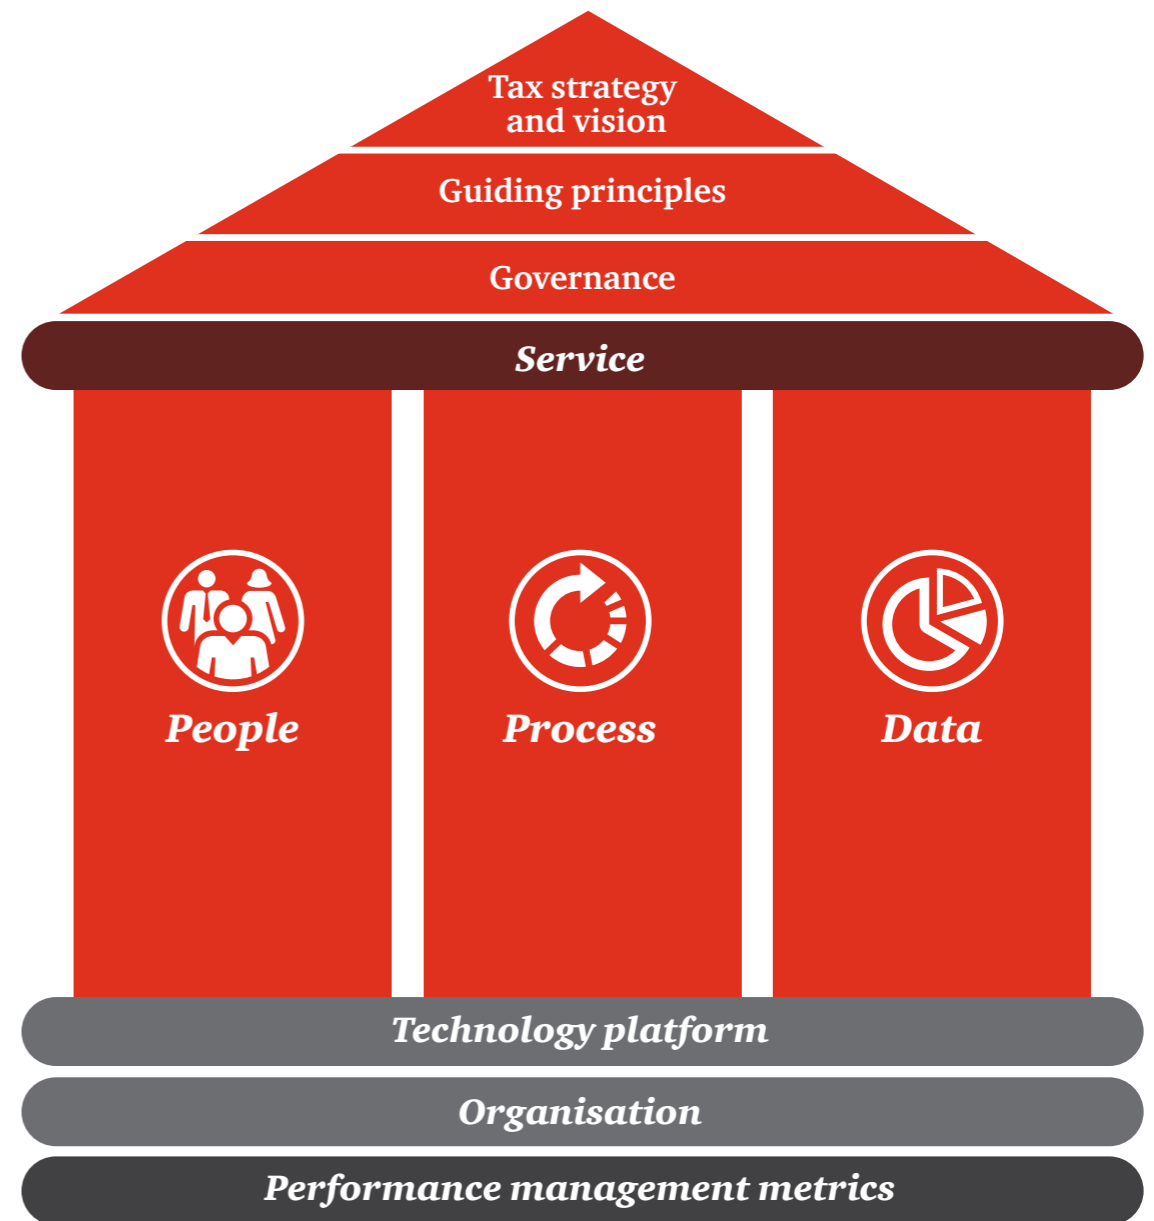 Tax strategy
and vision
Guiding principles
Governance
Service
People
Process
Data
Technology platform
Organisation
Performance management metrics